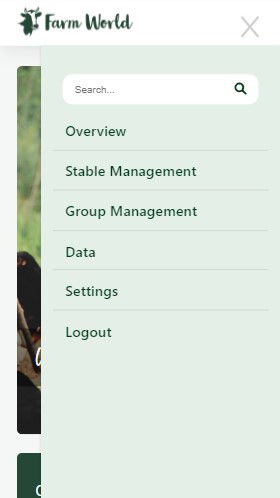 Farm World
Search...
Overview
Stable Management
Group Management
Data
Settings
Logout